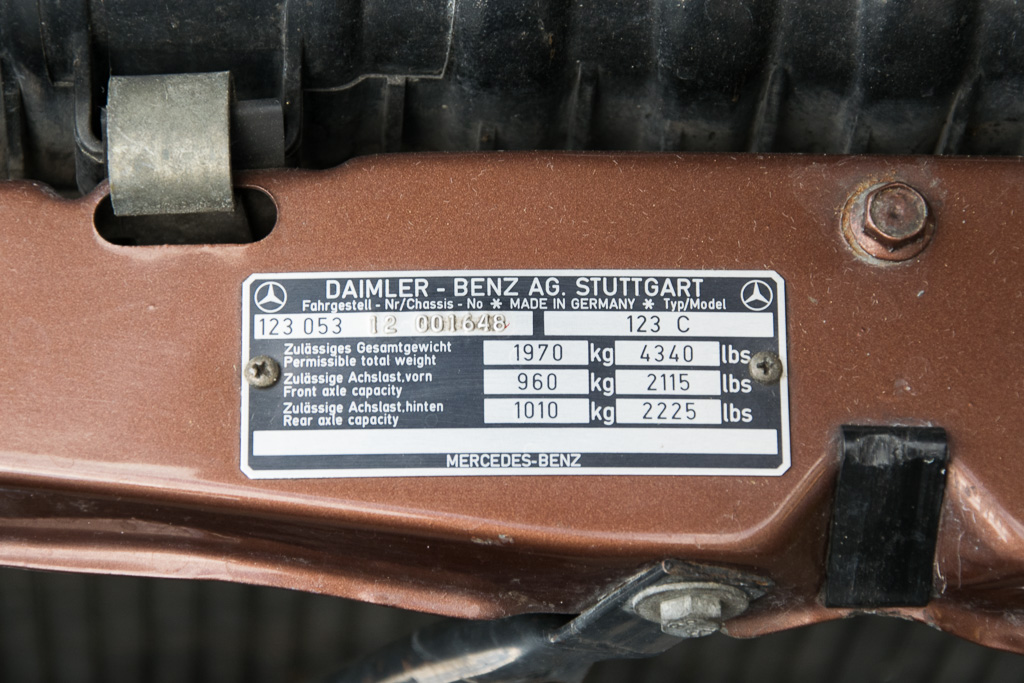 DAIMLER - BENZ AG. STUTTGART
Fahrgestell - Nr/Chassis - No * MADE IN GERMANY * Typ/Model
123 053 12 001648 123 C
Zulässiges Gesamtgewicht
Permissible total weight 1970 kg 4340 lbs
Zulässige Achslast,vorn
Front axle capacity 960 kg 2115 lbs
Zulässige Achslast,hinten
Rear axle capacity 1010 kg 2225 lbs
MERCEDES-BENZ